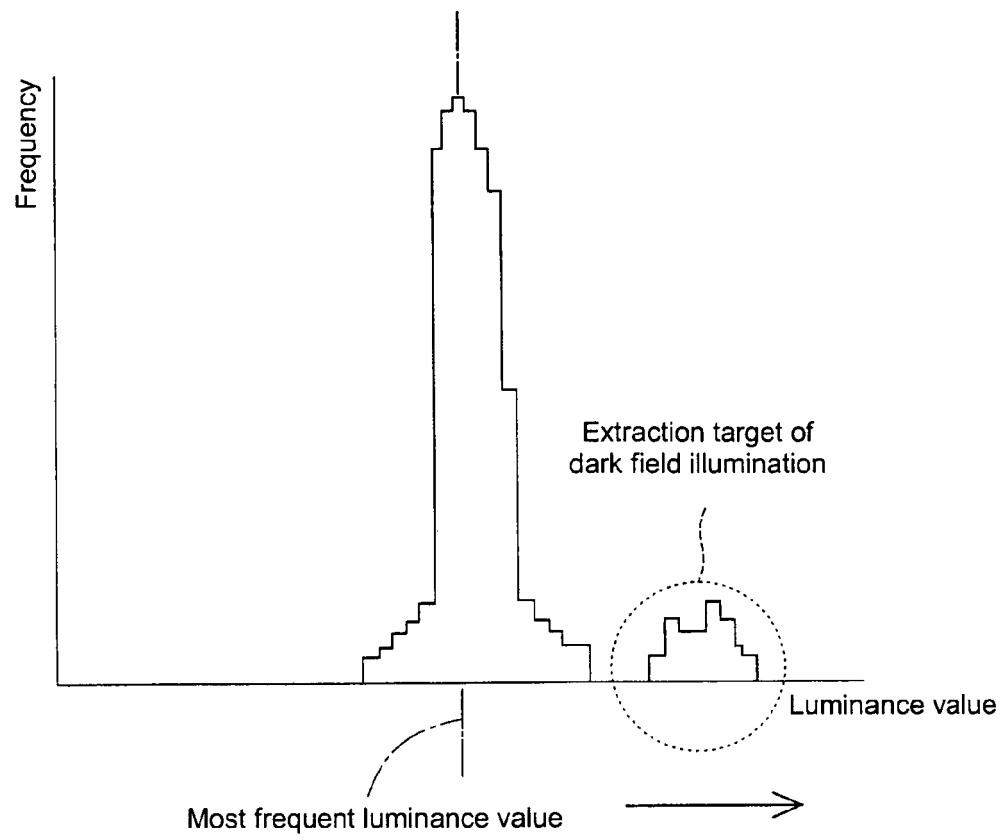 Frequency
Extraction target of
dark field illumination
Luminance value
Most frequent luminance value